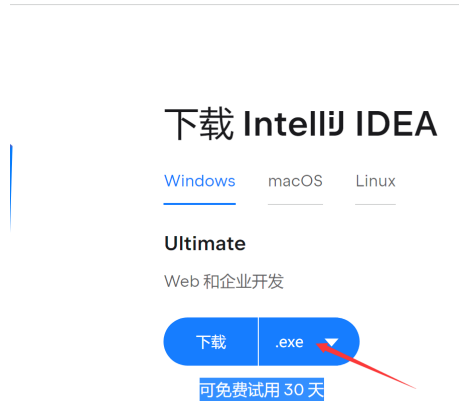 下载 IntelliJ IDEA
Windows macOS Linux
Ultimate
Web 和企业开发
下载 .exe
可免费试用 30 天